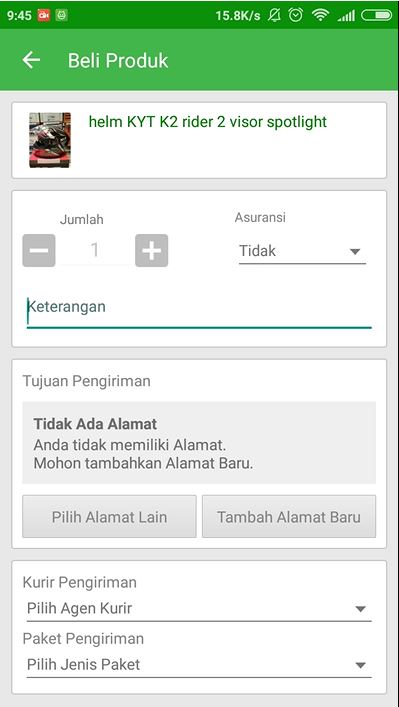 9:45 15.8K/s
Beli Produk
helm KYT K2 rider 2 visor spotlight
Jumlah Asuransi
1 Tidak
Keterangan
Tujuan Pengiriman
Tidak Ada Alamat
Anda tidak memiliki Alamat.
Mohon tambahkan Alamat Baru.
Pilih Alamat Lain Tambah Alamat Baru
Kurir Pengiriman
Pilih Agen Kurir
Paket Pengiriman
Pilih Jenis Paket